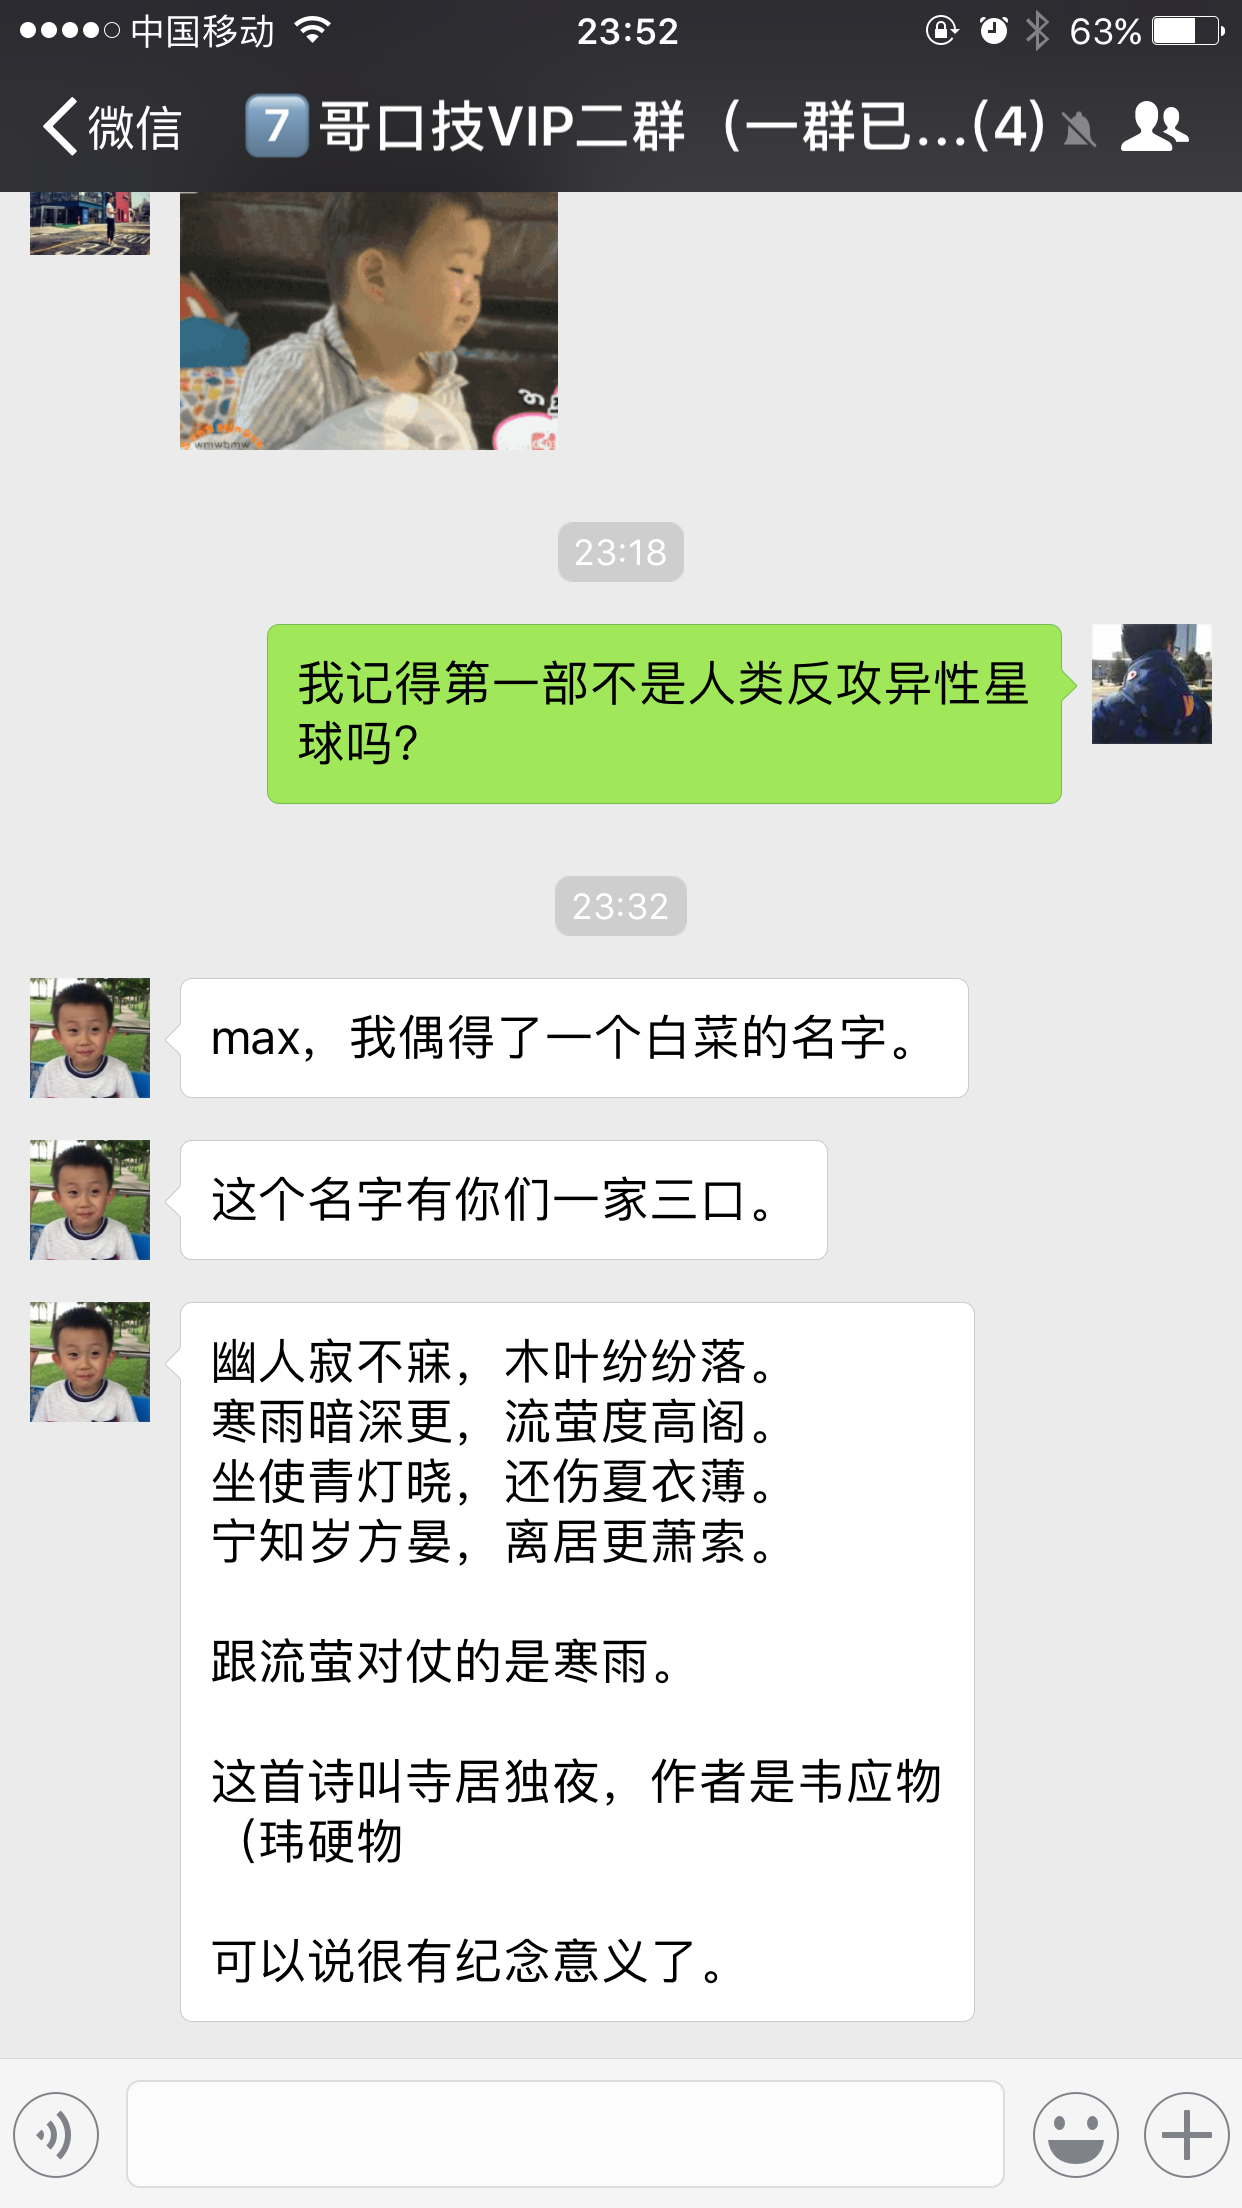 中国移动 23:52 63%
微信 7 哥口技VIP二群（一群已...(4)
wmwbmw
23:18
我记得第一部不是人类反攻异性星
球吗?
23:32
max，我偶得了一个白菜的名字。
这个名字有你们一家三口。
幽人寂不寐，木叶纷纷落。
寒雨暗深更，流萤度高阁。
坐使青灯晓，还伤夏衣薄。
宁知岁方晏，离居更萧索。
跟流萤对仗的是寒雨。
这首诗叫寺居独夜，作者是韦应物
（玮硬物
可以说很有纪念意义了。